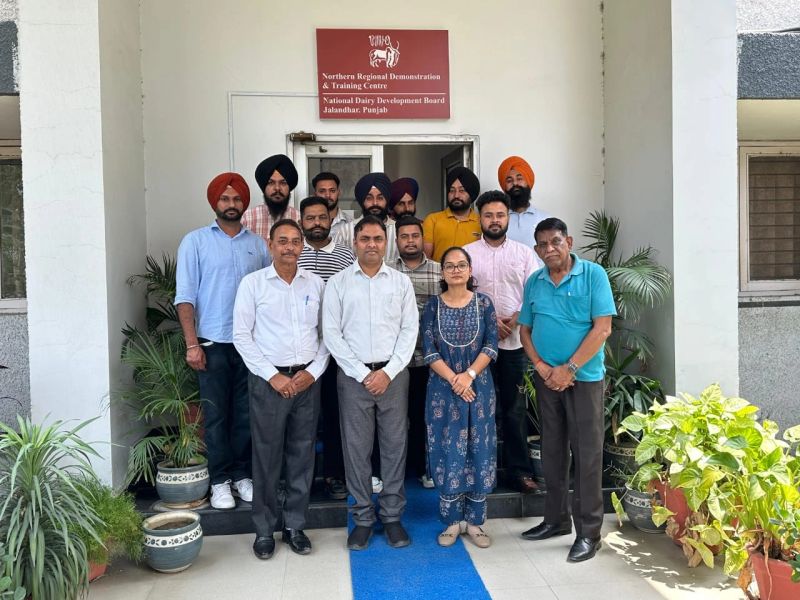 Northern Regional Demonstration
& Training Centre
National Dairy Development Board
Jalandhar, Punjab